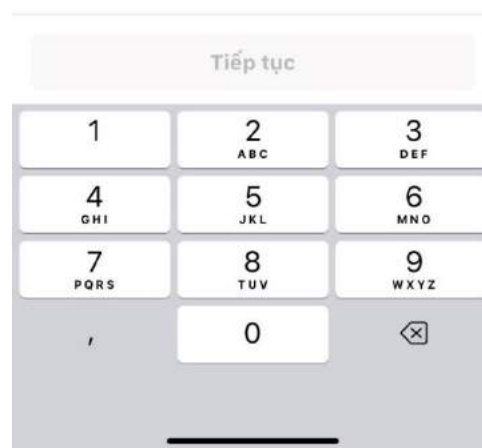 Tiếp tục
1 2 3
ABC DEF
4 5 6
GHI JKL MNO
7 8 9
PQRS TUV WXYZ
, 0